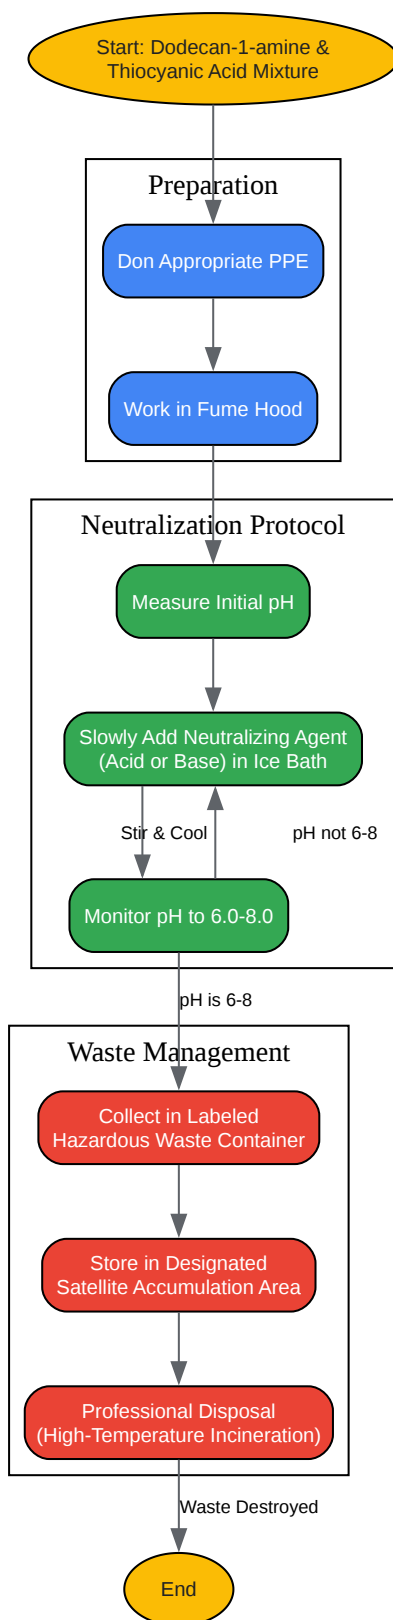 Start: Dodecan-1-amine &
Thiocyanic Acid Mixture
Preparation
Don Appropriate PPE
Work in Fume Hood
Neutralization Protocol
Measure Initial pH
Slowly Add Neutralizing Agent
(Acid or Base) in Ice Bath
Stir & Cool
pH not 6-8
Monitor pH to 6.0-8.0
pH is 6-8
Waste Management
Collect in Labeled
Hazardous Waste Container
Store in Designated
Satellite Accumulation Area
Professional Disposal
(High-Temperature Incineration)
Waste Destroyed
End